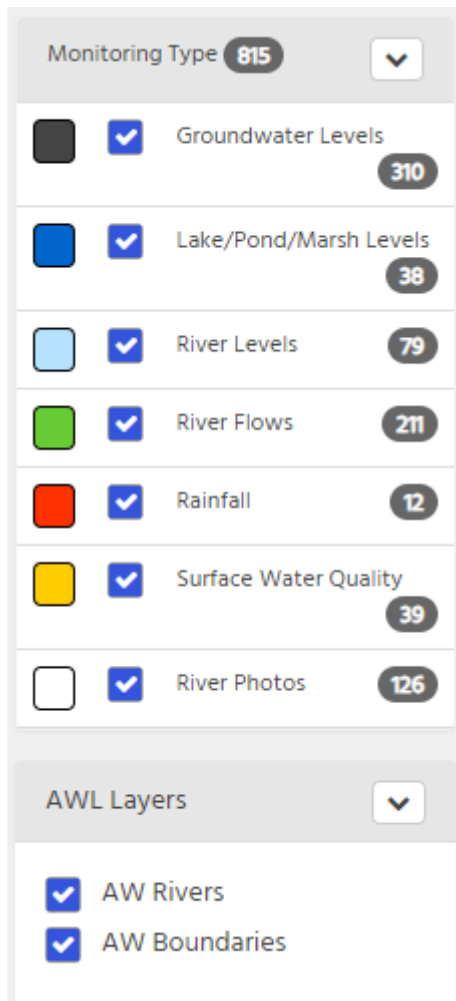 Monitoring Type 815
Groundwater Levels
310
Lake/Pond/Marsh Levels
38
River Levels 79
River Flows 211
Rainfall 12
Surface Water Quality
39
River Photos 126
AWL Layers
AW Rivers
AW Boundaries